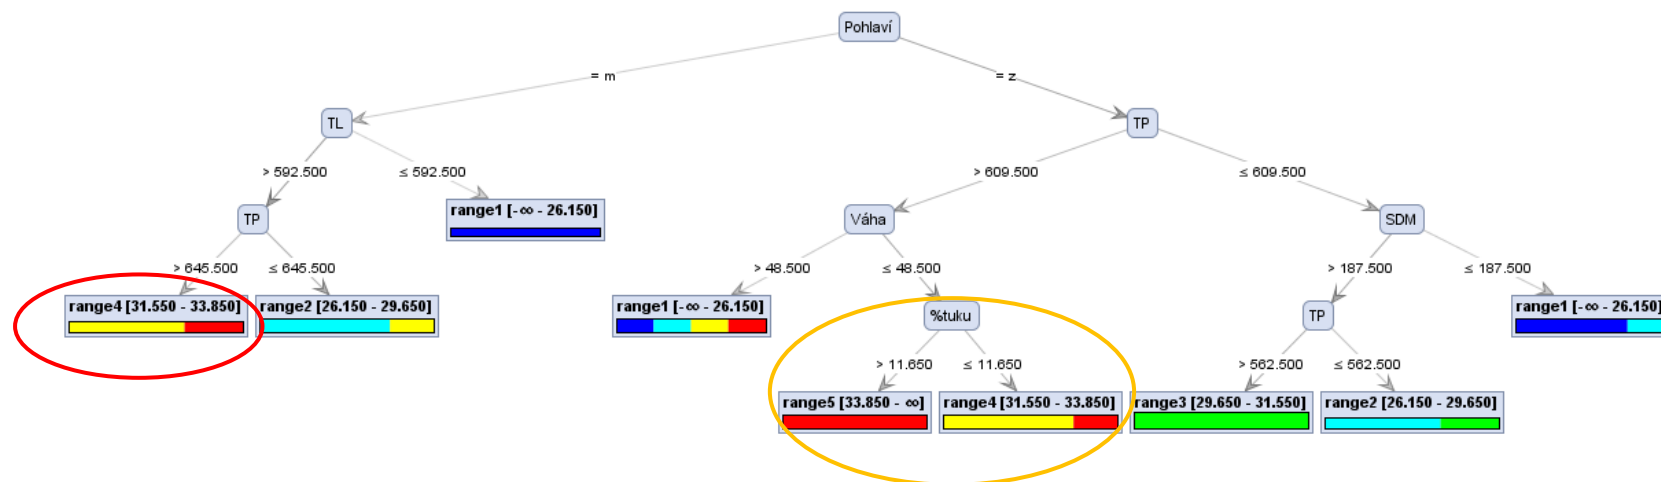 Pohlaví
= m
= z
TL
TP
> 592.500
≤ 592.500
> 609.500
≤ 609.500
TP
range1 [-∞ - 26.150]
Váha
SDM
> 645.500
≤ 645.500
> 48.500
≤ 48.500
> 187.500
≤ 187.500
range4 [31.550 - 33.850]
range2 [26.150 - 29.650]
range1 [-∞ - 26.150]
%tuku
TP
range1 [-∞ - 26.150]
> 11.650
≤ 11.650
> 562.500
≤ 562.500
range5 [33.850 - ∞]
range4 [31.550 - 33.850]
range3 [29.650 - 31.550]
range2 [26.150 - 29.650]